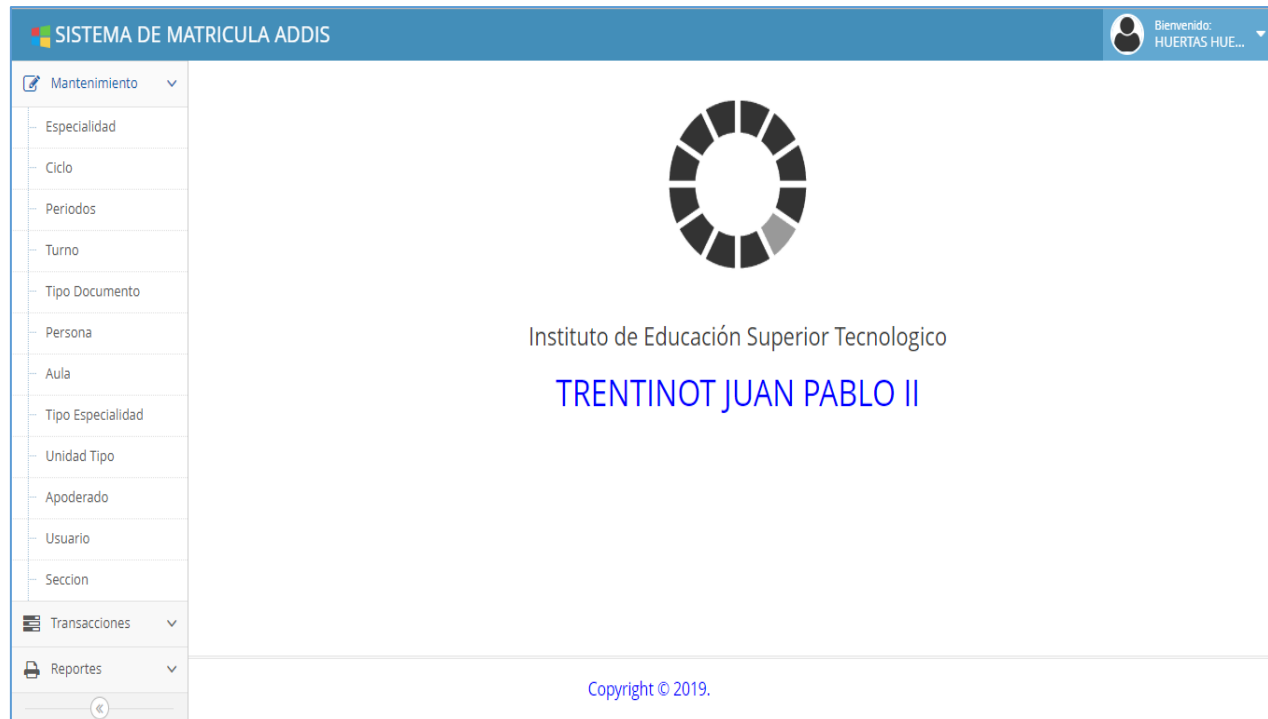 SISTEMA DE MATRICULA ADDIS
Bienvenido:
HUERTAS HUE...
Mantenimiento
Especialidad
Ciclo
Periodos
Turno
Tipo Documento
Persona
Aula
Tipo Especialidad
Unidad Tipo
Apoderado
Usuario
Seccion
Transacciones
Reportes
Instituto de Educación Superior Tecnologico
TRENTINOT JUAN PABLO II
Copyright © 2019.